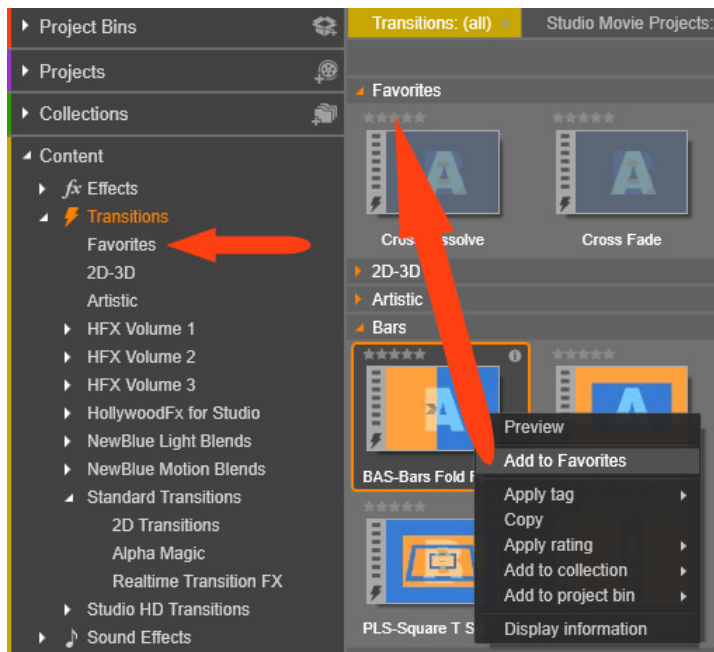 Project Bins
Projects
Collections
Content
fx Effects
Transitions
Favorites
2D-3D
Artistic
HFX Volume 1
HFX Volume 2
HFX Volume 3
HollywoodFx for Studio
NewBlue Light Blends
NewBlue Motion Blends
Standard Transitions
2D Transitions
Alpha Magic
Realtime Transition FX
Studio HD Transitions
Sound Effects
Transitions: (all) × Studio Movie Projects:
Favorites
A A
Cross Fade
2D-3D
Artistic
Bars
A A
BAS-Bars Fold
PLS-Square T
Preview
Add to Favorites
Apply tag
Copy
Apply rating
Add to collection
Add to project bin
Display information